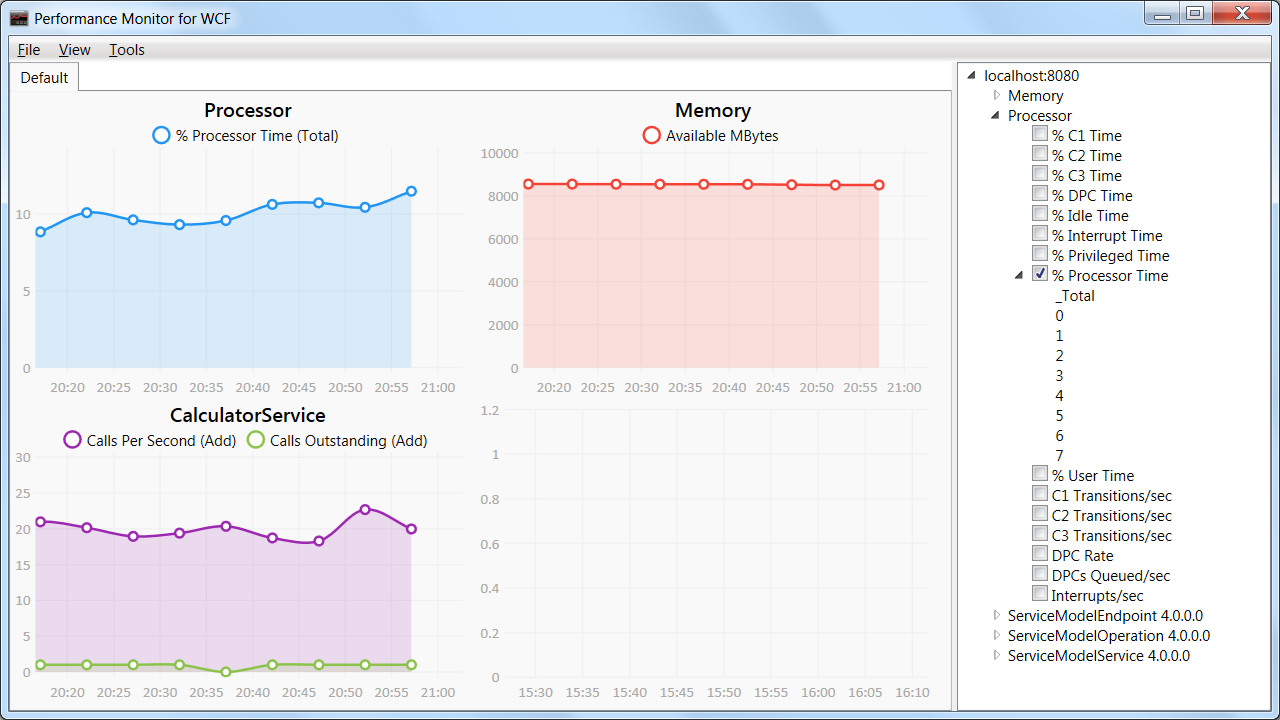 Performance Monitor for WCF
File View Tools
Default
Processor
% Processor Time (Total)
10
5
0
20:20 20:25 20:30 20:35 20:40 20:45 20:50 20:55 21:00
Memory
Available MBytes
10000
8000
6000
4000
2000
0
20:20 20:25 20:30 20:35 20:40 20:45 20:50 20:55 21:00
CalculatorService
Calls Per Second (Add) Calls Outstanding (Add)
30
25
20
15
10
5
0
20:20 20:25 20:30 20:35 20:40 20:45 20:50 20:55 21:00
1.2
1
0.8
0.6
0.4
0.2
0
15:30 15:35 15:40 15:45 15:50 15:55 16:00 16:05 16:10
localhost:8080
Memory
Processor
% C1 Time
% C2 Time
% C3 Time
% DPC Time
% Idle Time
% Interrupt Time
% Privileged Time
% Processor Time
_Total
0
1
2
3
4
5
6
7
% User Time
C1 Transitions/sec
C2 Transitions/sec
C3 Transitions/sec
DPC Rate
DPCs Queued/sec
Interrupts/sec
ServiceModelEndpoint 4.0.0.0
ServiceModelOperation 4.0.0.0
ServiceModelService 4.0.0.0